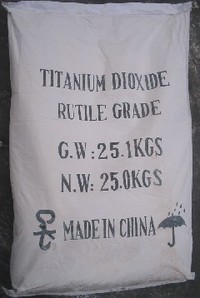 TITANIUM DIOXIDE
RUTILE GRADE
G.W:25.1KGS
N.W:25.0KGS
MADE IN CHINA